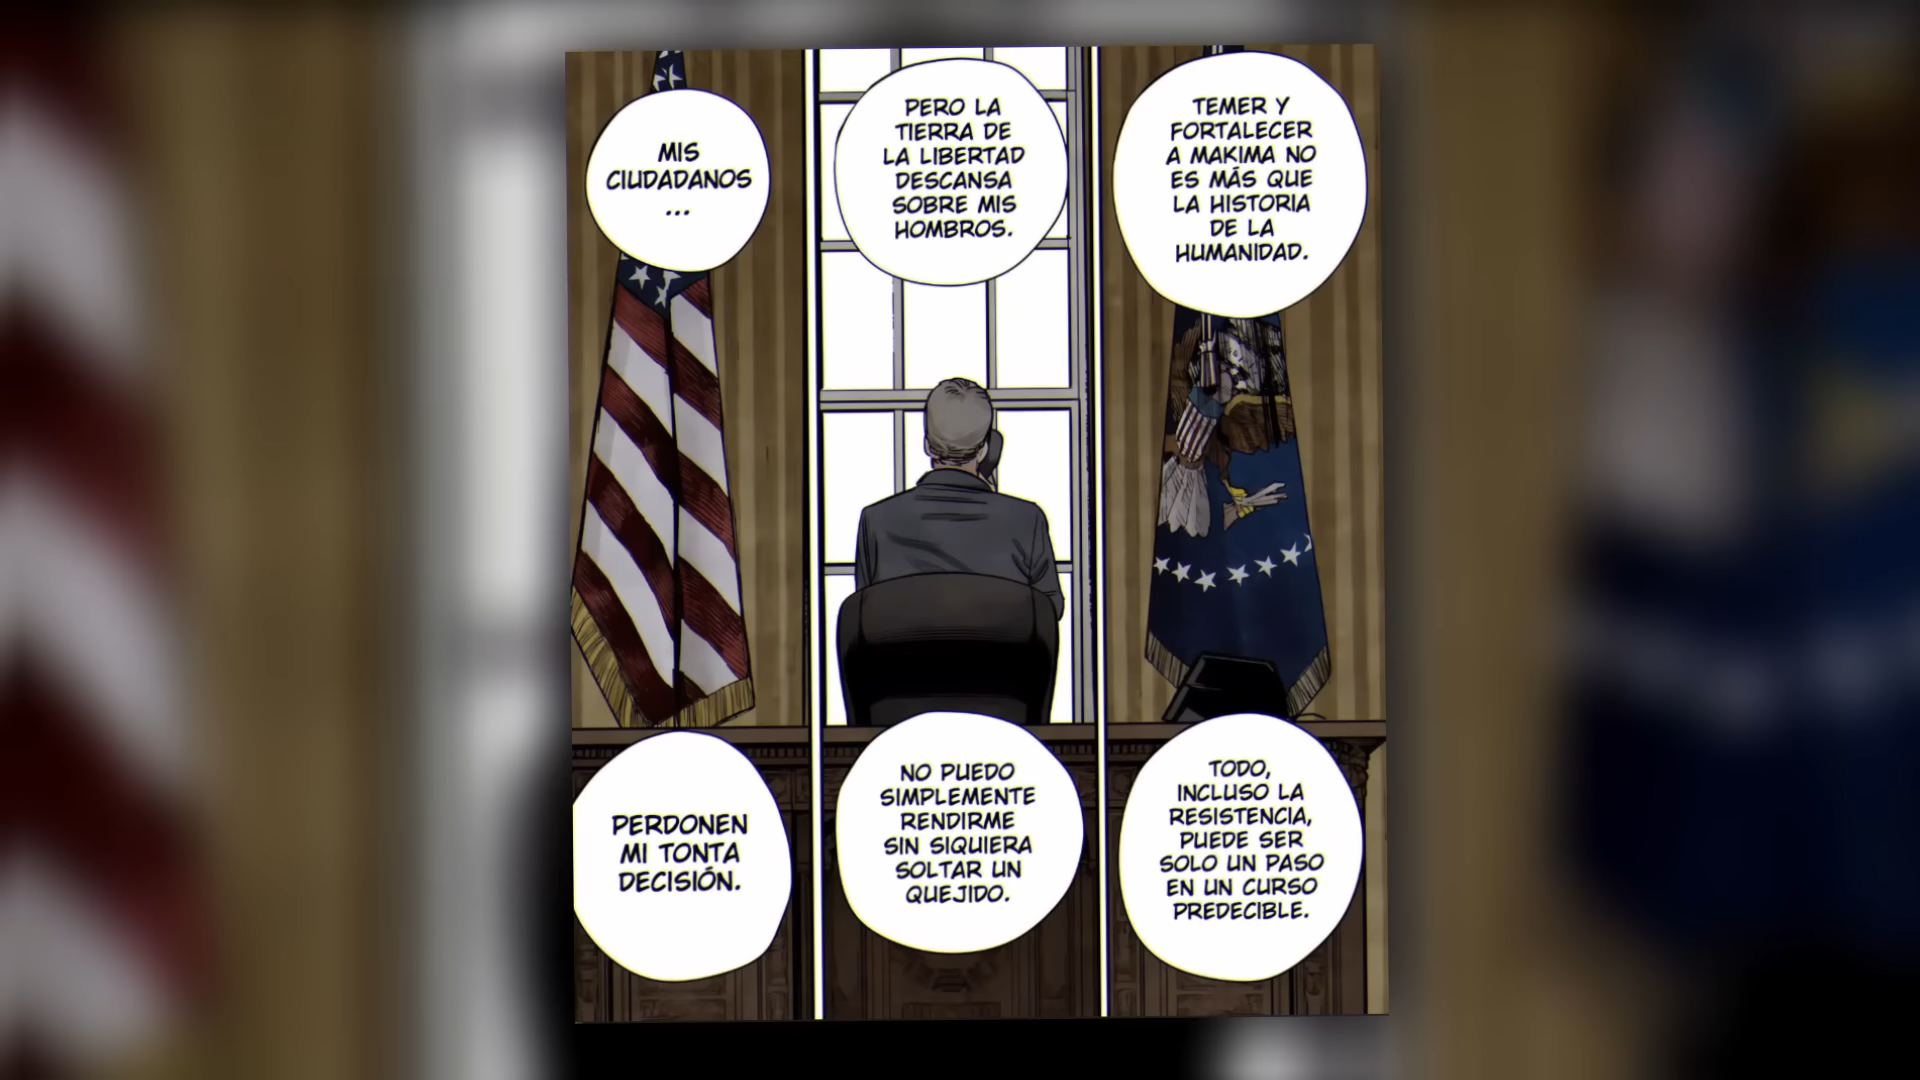 TEMER Y
FORTALECER
A MAKIMA NO
ES MÁS QUE
LA HISTORIA
DE LA
HUMANIDAD.
TODO,
INCLUSO LA
RESISTENCIA,
PUEDE SER
SOLO UN PASO
EN UN CURSO
PREDECIBLE.
PERO LA
TIERRA DE
LA LIBERTAD
DESCANSA
SOBRE MIS
HOMBROS.
NO PUEDO
SIMPLEMENTE
RENDIRME
SIN SIQUIERA
SOLTAR UN
QUEJIDO.
MIS
CIUDADANOS
...
PERDONEN
MI TONTA
DECISIÓN.